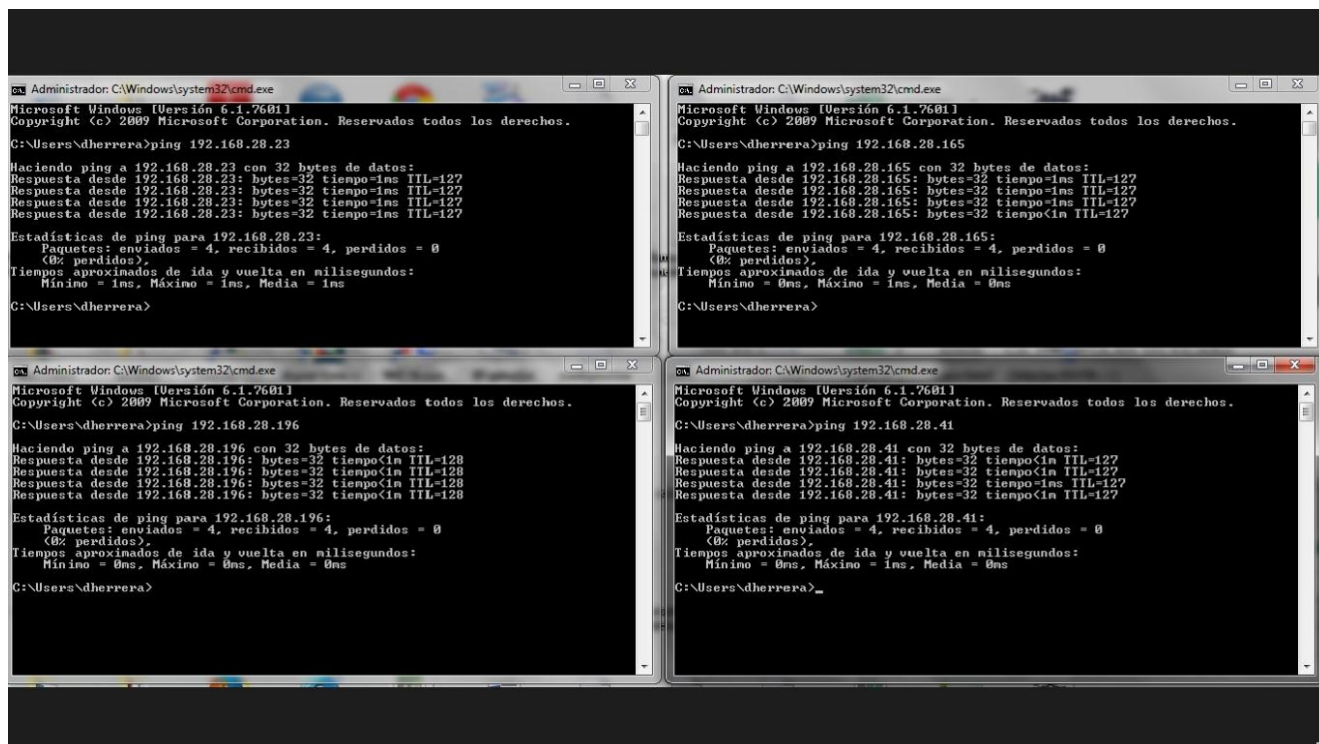 Administrador: C:\Windows\system32\cmd.exe
Microsoft Windows [Versión 6.1.7601]
Copyright (c) 2009 Microsoft Corporation. Reservados todos los derechos.
C:\Users\dherrera>ping 192.168.28.23
Haciendo ping a 192.168.28.23 con 32 bytes de datos:
Respuesta desde 192.168.28.23: bytes=32 tiempo=1ms TTL=127
Respuesta desde 192.168.28.23: bytes=32 tiempo=1ms TTL=127
Respuesta desde 192.168.28.23: bytes=32 tiempo=1ms TTL=127
Respuesta desde 192.168.28.23: bytes=32 tiempo=1ms TTL=127
Estadísticas de ping para 192.168.28.23:
Paquetes: enviados = 4, recibidos = 4, perdidos = 0
(0% perdidos),
Tiempos aproximados de ida y vuelta en milisegundos:
Mínimo = 1ms, Máximo = 1ms, Media = 1ms
C:\Users\dherrera>
Administrador: C:\Windows\system32\cmd.exe
Microsoft Windows [Versión 6.1.7601]
Copyright (c) 2009 Microsoft Corporation. Reservados todos los derechos.
C:\Users\dherrera>ping 192.168.28.165
Haciendo ping a 192.168.28.165 con 32 bytes de datos:
Respuesta desde 192.168.28.165: bytes=32 tiempo=1ms TTL=127
Respuesta desde 192.168.28.165: bytes=32 tiempo=1ms TTL=127
Respuesta desde 192.168.28.165: bytes=32 tiempo=1ms TTL=127
Respuesta desde 192.168.28.165: bytes=32 tiempo<1m TTL=127
Estadísticas de ping para 192.168.28.165:
Paquetes: enviados = 4, recibidos = 4, perdidos = 0
(0% perdidos),
Tiempos aproximados de ida y vuelta en milisegundos:
Mínimo = 0ms, Máximo = 1ms, Media = 0ms
C:\Users\dherrera>
Administrador: C:\Windows\system32\cmd.exe
Microsoft Windows [Versión 6.1.7601]
Copyright (c) 2009 Microsoft Corporation. Reservados todos los derechos.
C:\Users\dherrera>ping 192.168.28.196
Haciendo ping a 192.168.28.196 con 32 bytes de datos:
Respuesta desde 192.168.28.196: bytes=32 tiempo<1m TTL=128
Respuesta desde 192.168.28.196: bytes=32 tiempo<1m TTL=128
Respuesta desde 192.168.28.196: bytes=32 tiempo<1m TTL=128
Respuesta desde 192.168.28.196: bytes=32 tiempo<1m TTL=128
Estadísticas de ping para 192.168.28.196:
Paquetes: enviados = 4, recibidos = 4, perdidos = 0
(0% perdidos),
Tiempos aproximados de ida y vuelta en milisegundos:
Mínimo = 0ms, Máximo = 0ms, Media = 0ms
C:\Users\dherrera>
Administrador: C:\Windows\system32\cmd.exe
Microsoft Windows [Versión 6.1.7601]
Copyright (c) 2009 Microsoft Corporation. Reservados todos los derechos.
C:\Users\dherrera>ping 192.168.28.41
Haciendo ping a 192.168.28.41 con 32 bytes de datos:
Respuesta desde 192.168.28.41: bytes=32 tiempo<1m TTL=127
Respuesta desde 192.168.28.41: bytes=32 tiempo<1m TTL=127
Respuesta desde 192.168.28.41: bytes=32 tiempo=1ms TTL=127
Respuesta desde 192.168.28.41: bytes=32 tiempo<1m TTL=127
Estadísticas de ping para 192.168.28.41:
Paquetes: enviados = 4, recibidos = 4, perdidos = 0
(0% perdidos),
Tiempos aproximados de ida y vuelta en milisegundos:
Mínimo = 0ms, Máximo = 1ms, Media = 0ms
C:\Users\dherrera>_